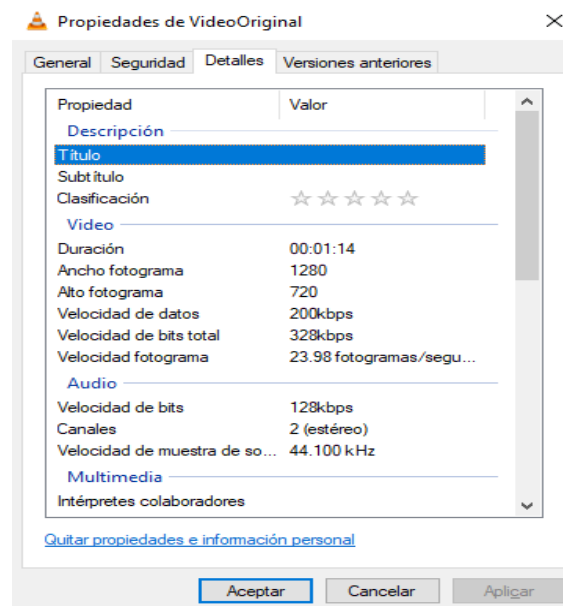 Propiedades de VideoOriginal
General Seguridad Detalles Versiones anteriores
Propiedad Valor
Descripción
Título
Subtítulo
Clasificación
Video
Duración 00:01:14
Ancho fotograma 1280
Alto fotograma 720
Velocidad de datos 200kbps
Velocidad de bits total 328kbps
Velocidad fotograma 23.98 fotogramas/segu...
Audio
Velocidad de bits 128kbps
Canales 2 (estéreo)
Velocidad de muestra de so... 44.100 kHz
Multimedia
Intérpretes colaboradores
Quitar propiedades e información personal
Aceptar Cancelar Aplicar